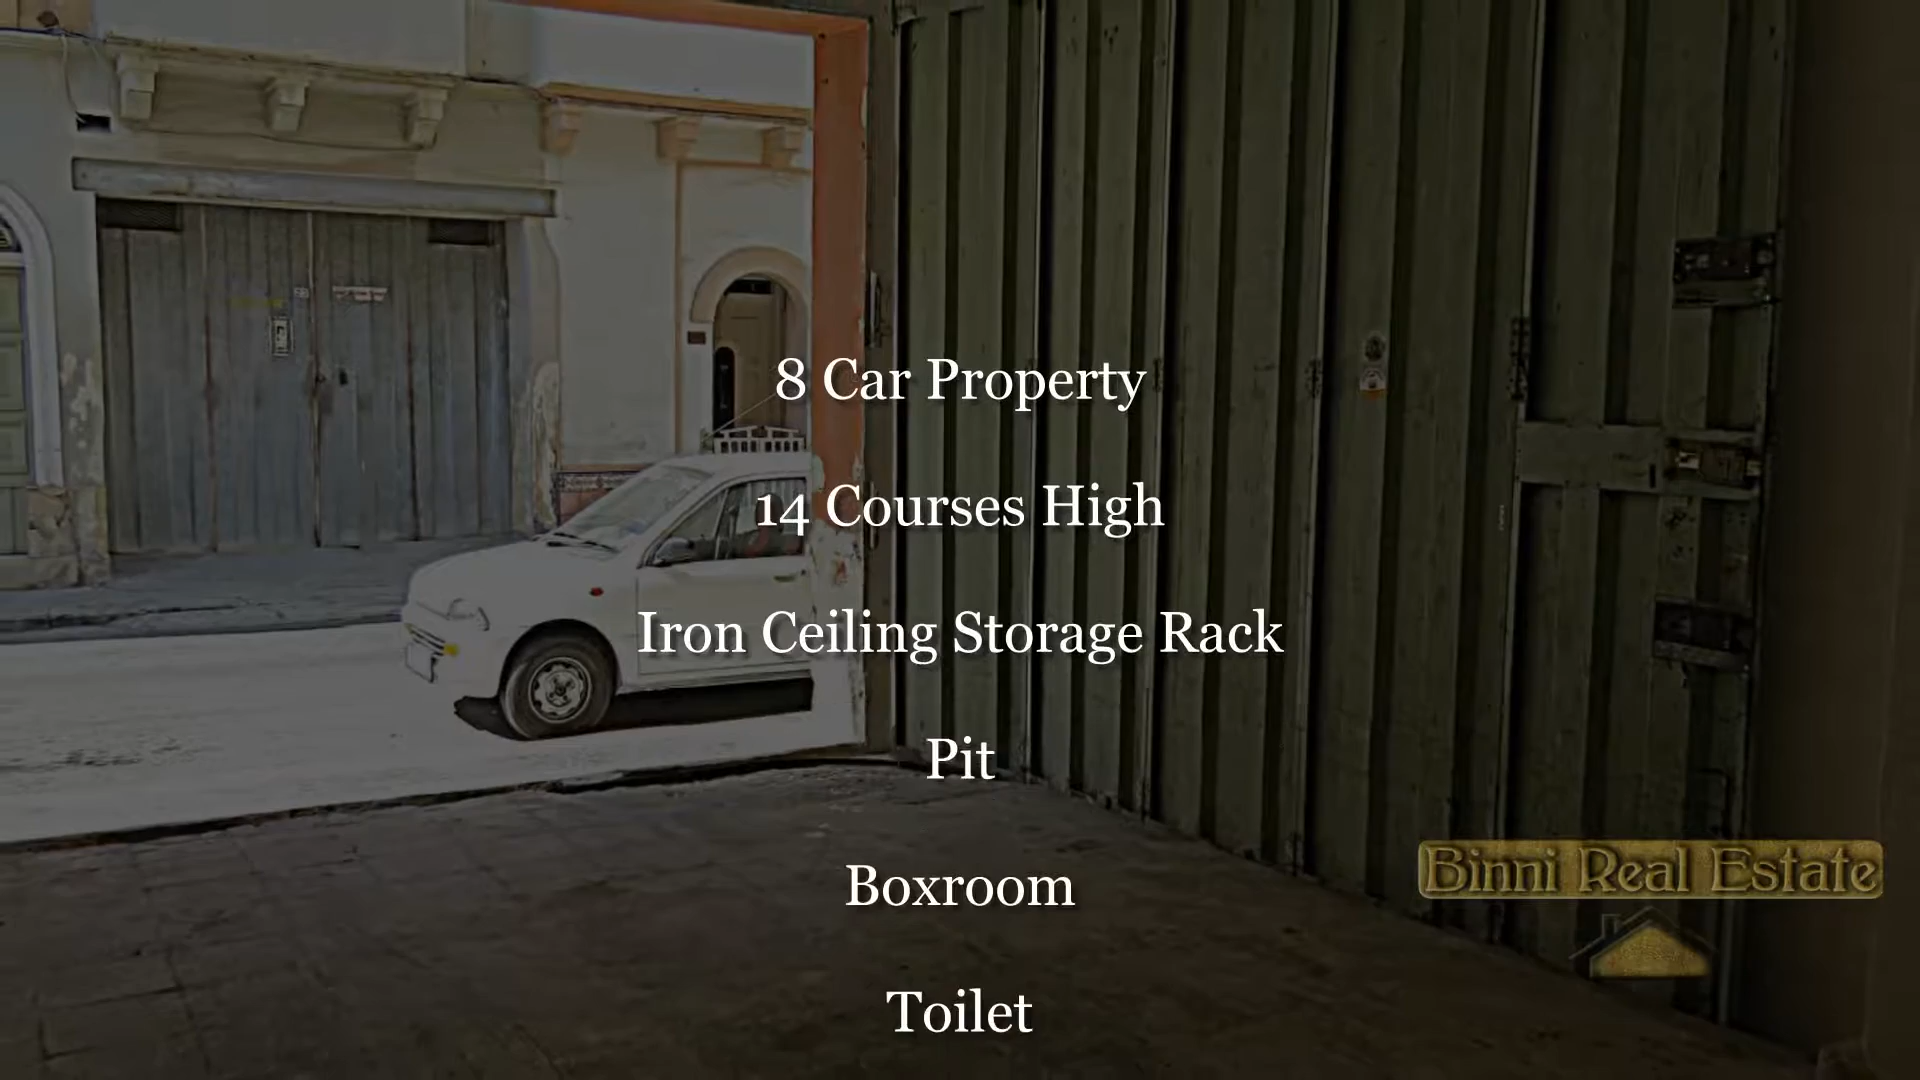 8 Car Property
14 Courses High
Iron Ceiling Storage Rack
Pit
Binni Real Estate
Boxroom
Toilet